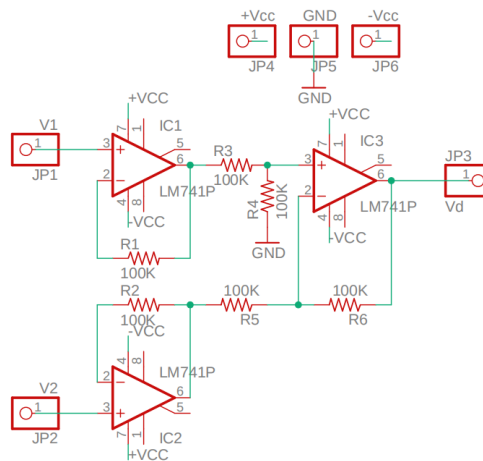 +Vcc GND -Vcc
1 1 1
JP4 JP5 JP6
GND
+VCC +VCC
V1 IC1 IC3
7 1 5 R3 7 1 5 JP3
1 3 + 6 100K 3 + 6 1
JP1 2 - LM741P R4 100K 2 - LM741P Vd
4 8 4 8
-VCC -VCC
R1 GND
100K
R2 100K 100K
100K R5 R6
-VCC
4 8 LM741P
V2 2 - 6
1 3 + 5
JP2 7 1 IC2
+VCC